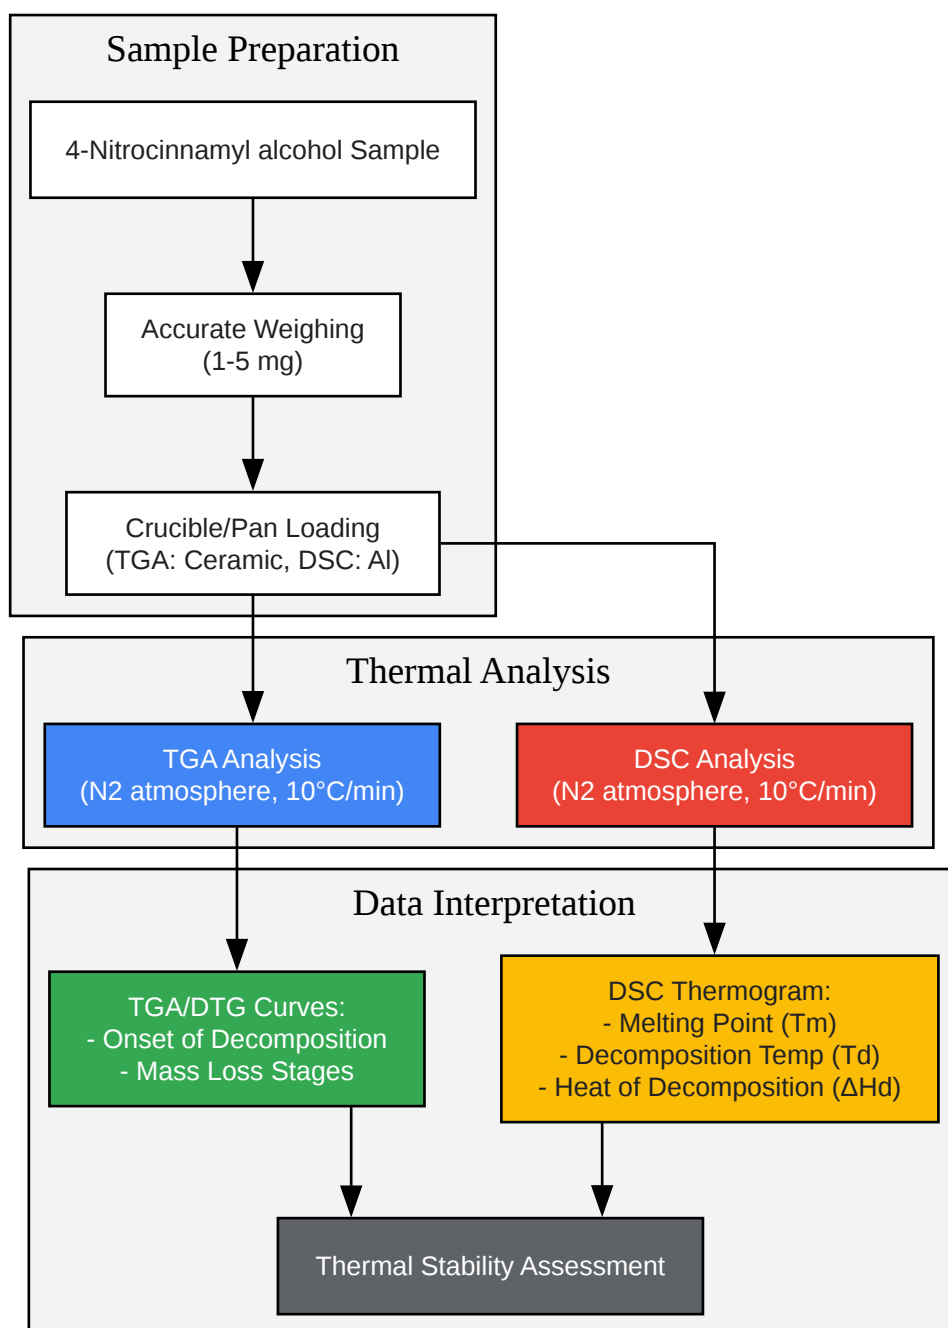 Sample Preparation
4-Nitrocinnamyl alcohol Sample
Accurate Weighing
(1-5 mg)
Crucible/Pan Loading
(TGA: Ceramic, DSC: Al)
Thermal Analysis
TGA Analysis
(N2 atmosphere, 10°C/min)
DSC Analysis
(N2 atmosphere, 10°C/min)
Data Interpretation
TGA/DTG Curves:
- Onset of Decomposition
- Mass Loss Stages
DSC Thermogram:
- Melting Point (Tm)
- Decomposition Temp (Td)
- Heat of Decomposition (ΔHd)
Thermal Stability Assessment